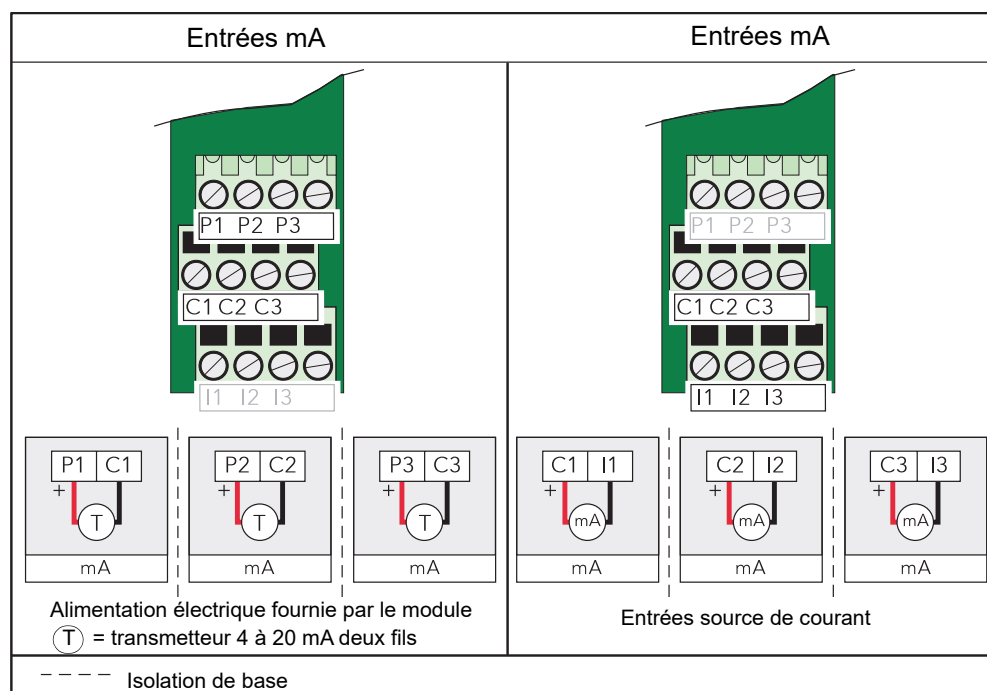 Entrées mA
Entrées mA
P1 P2 P3
C1 C2 C3
I1 I2 I3
P1 P2 P3
C1 C2 C3
I1 I2 I3
P1 C1
+
T
mA
P2 C2
+
T
mA
P3 C3
+
T
mA
C1 I1
+
mA
mA
C2 I2
+
mA
mA
C3 I3
+
mA
mA
Alimentation électrique fournie par le module
T = transmetteur 4 à 20 mA deux fils
Entrées source de courant
Isolation de base